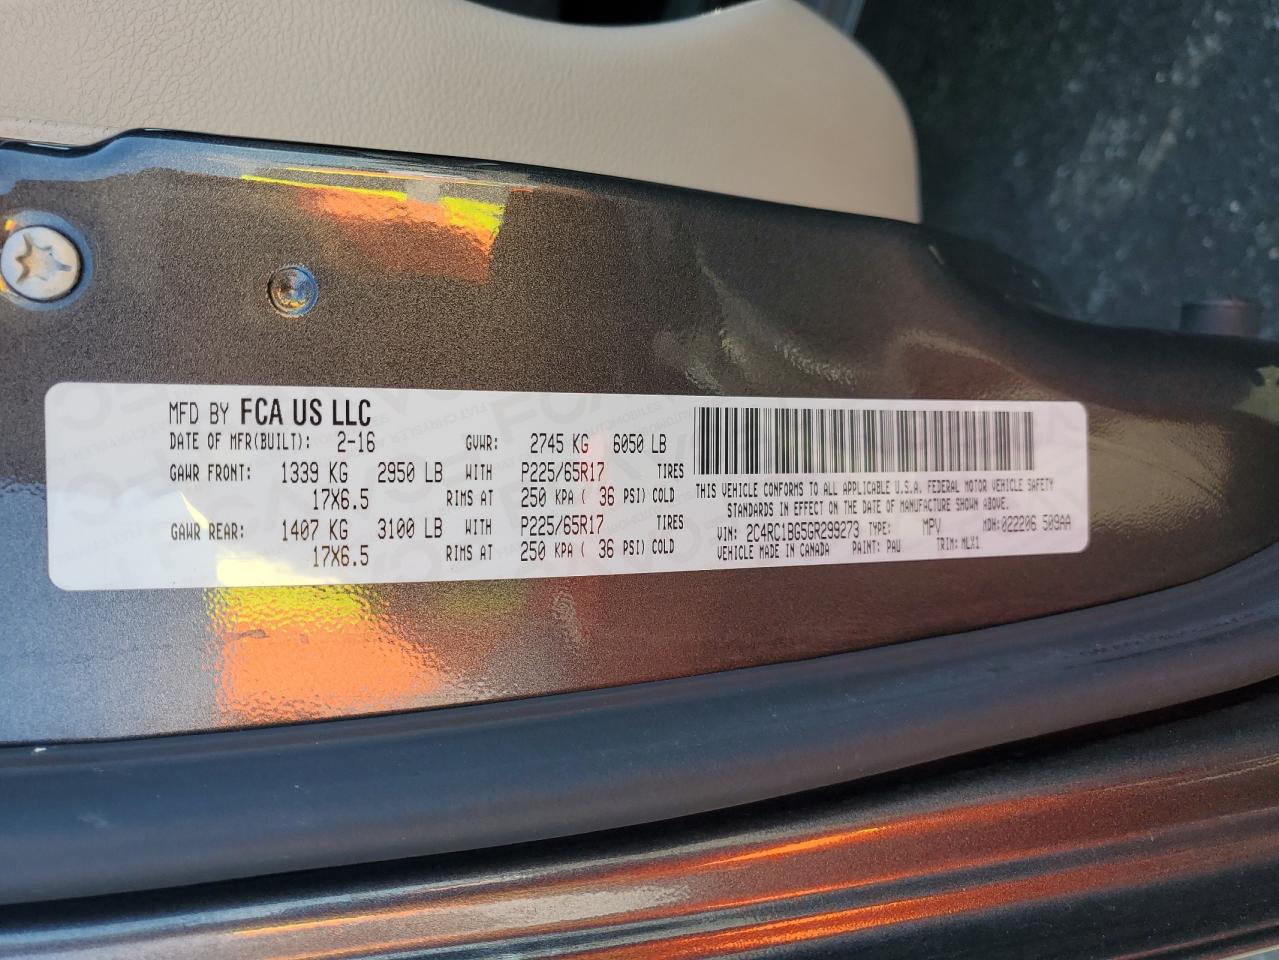 MFD BY FCA US LLC
DATE OF MFR(BUILT): 2-16 GVWR: 2745 KG 6050 LB
GAWR FRONT: 1339 KG 2950 LB WITH P225/65R17 TIRES
17X6.5 RIMS AT 250 KPA ( 36 PSI) COLD
GAWR REAR: 1407 KG 3100 LB WITH P225/65R17 TIRES
17X6.5 RIMS AT 250 KPA ( 36 PSI) COLD
THIS VEHICLE CONFORMS TO ALL APPLICABLE U.S.A. FEDERAL MOTOR VEHICLE SAFETY
STANDARDS IN EFFECT ON THE DATE OF MANUFACTURE SHOWN ABOVE.
VIN: 2C4RC1BG5GR299273 TYPE: MPV MDH:022206 509AA
VEHICLE MADE IN CANADA PAINT: PAU TRIM: MLX1